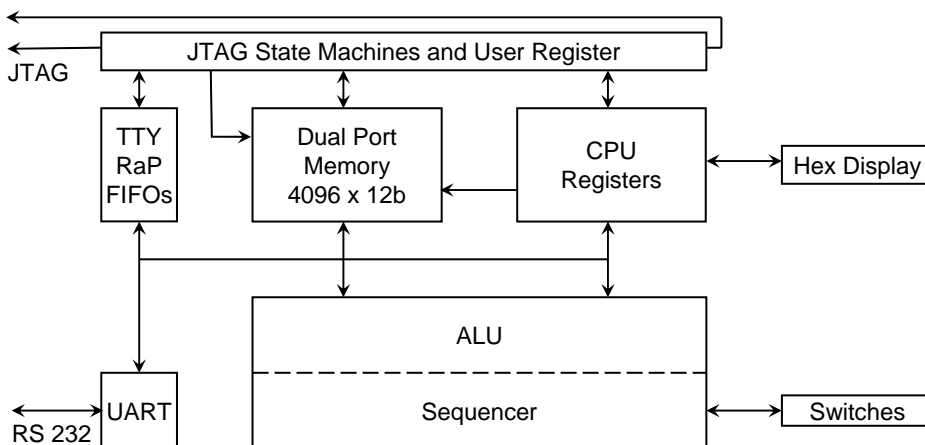 JTAG State Machines and User Register
JTAG
TTY
RaP
FIFOs
Dual Port
Memory
4096 x 12b
CPU
Registers
Hex Display
ALU
UART
Sequencer
Switches
RS 232